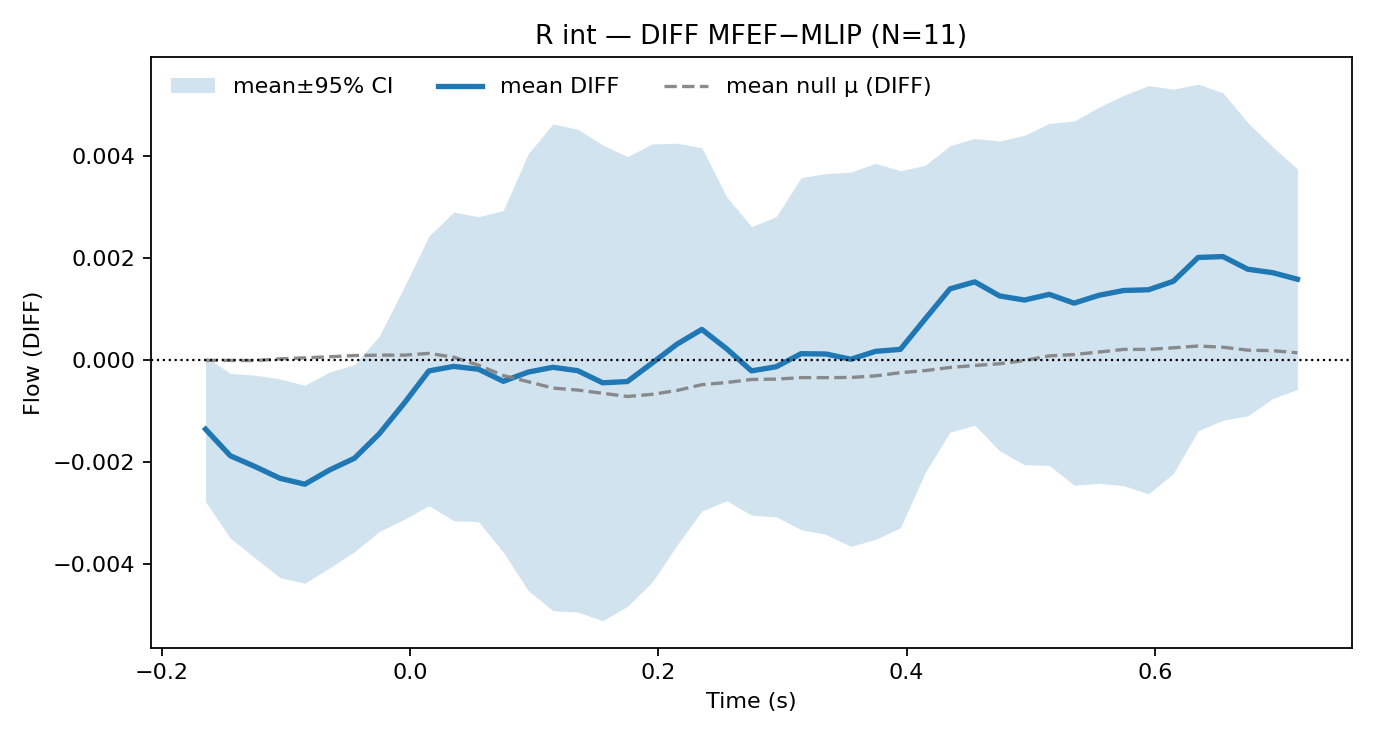 R int — DIFF MFEF−MLIP (N=11)
mean±95% CI mean DIFF mean null μ (DIFF)
Flow (DIFF)
0.004
0.002
0.000
−0.002
−0.004
−0.2 0.0 0.2 0.4 0.6
Time (s)